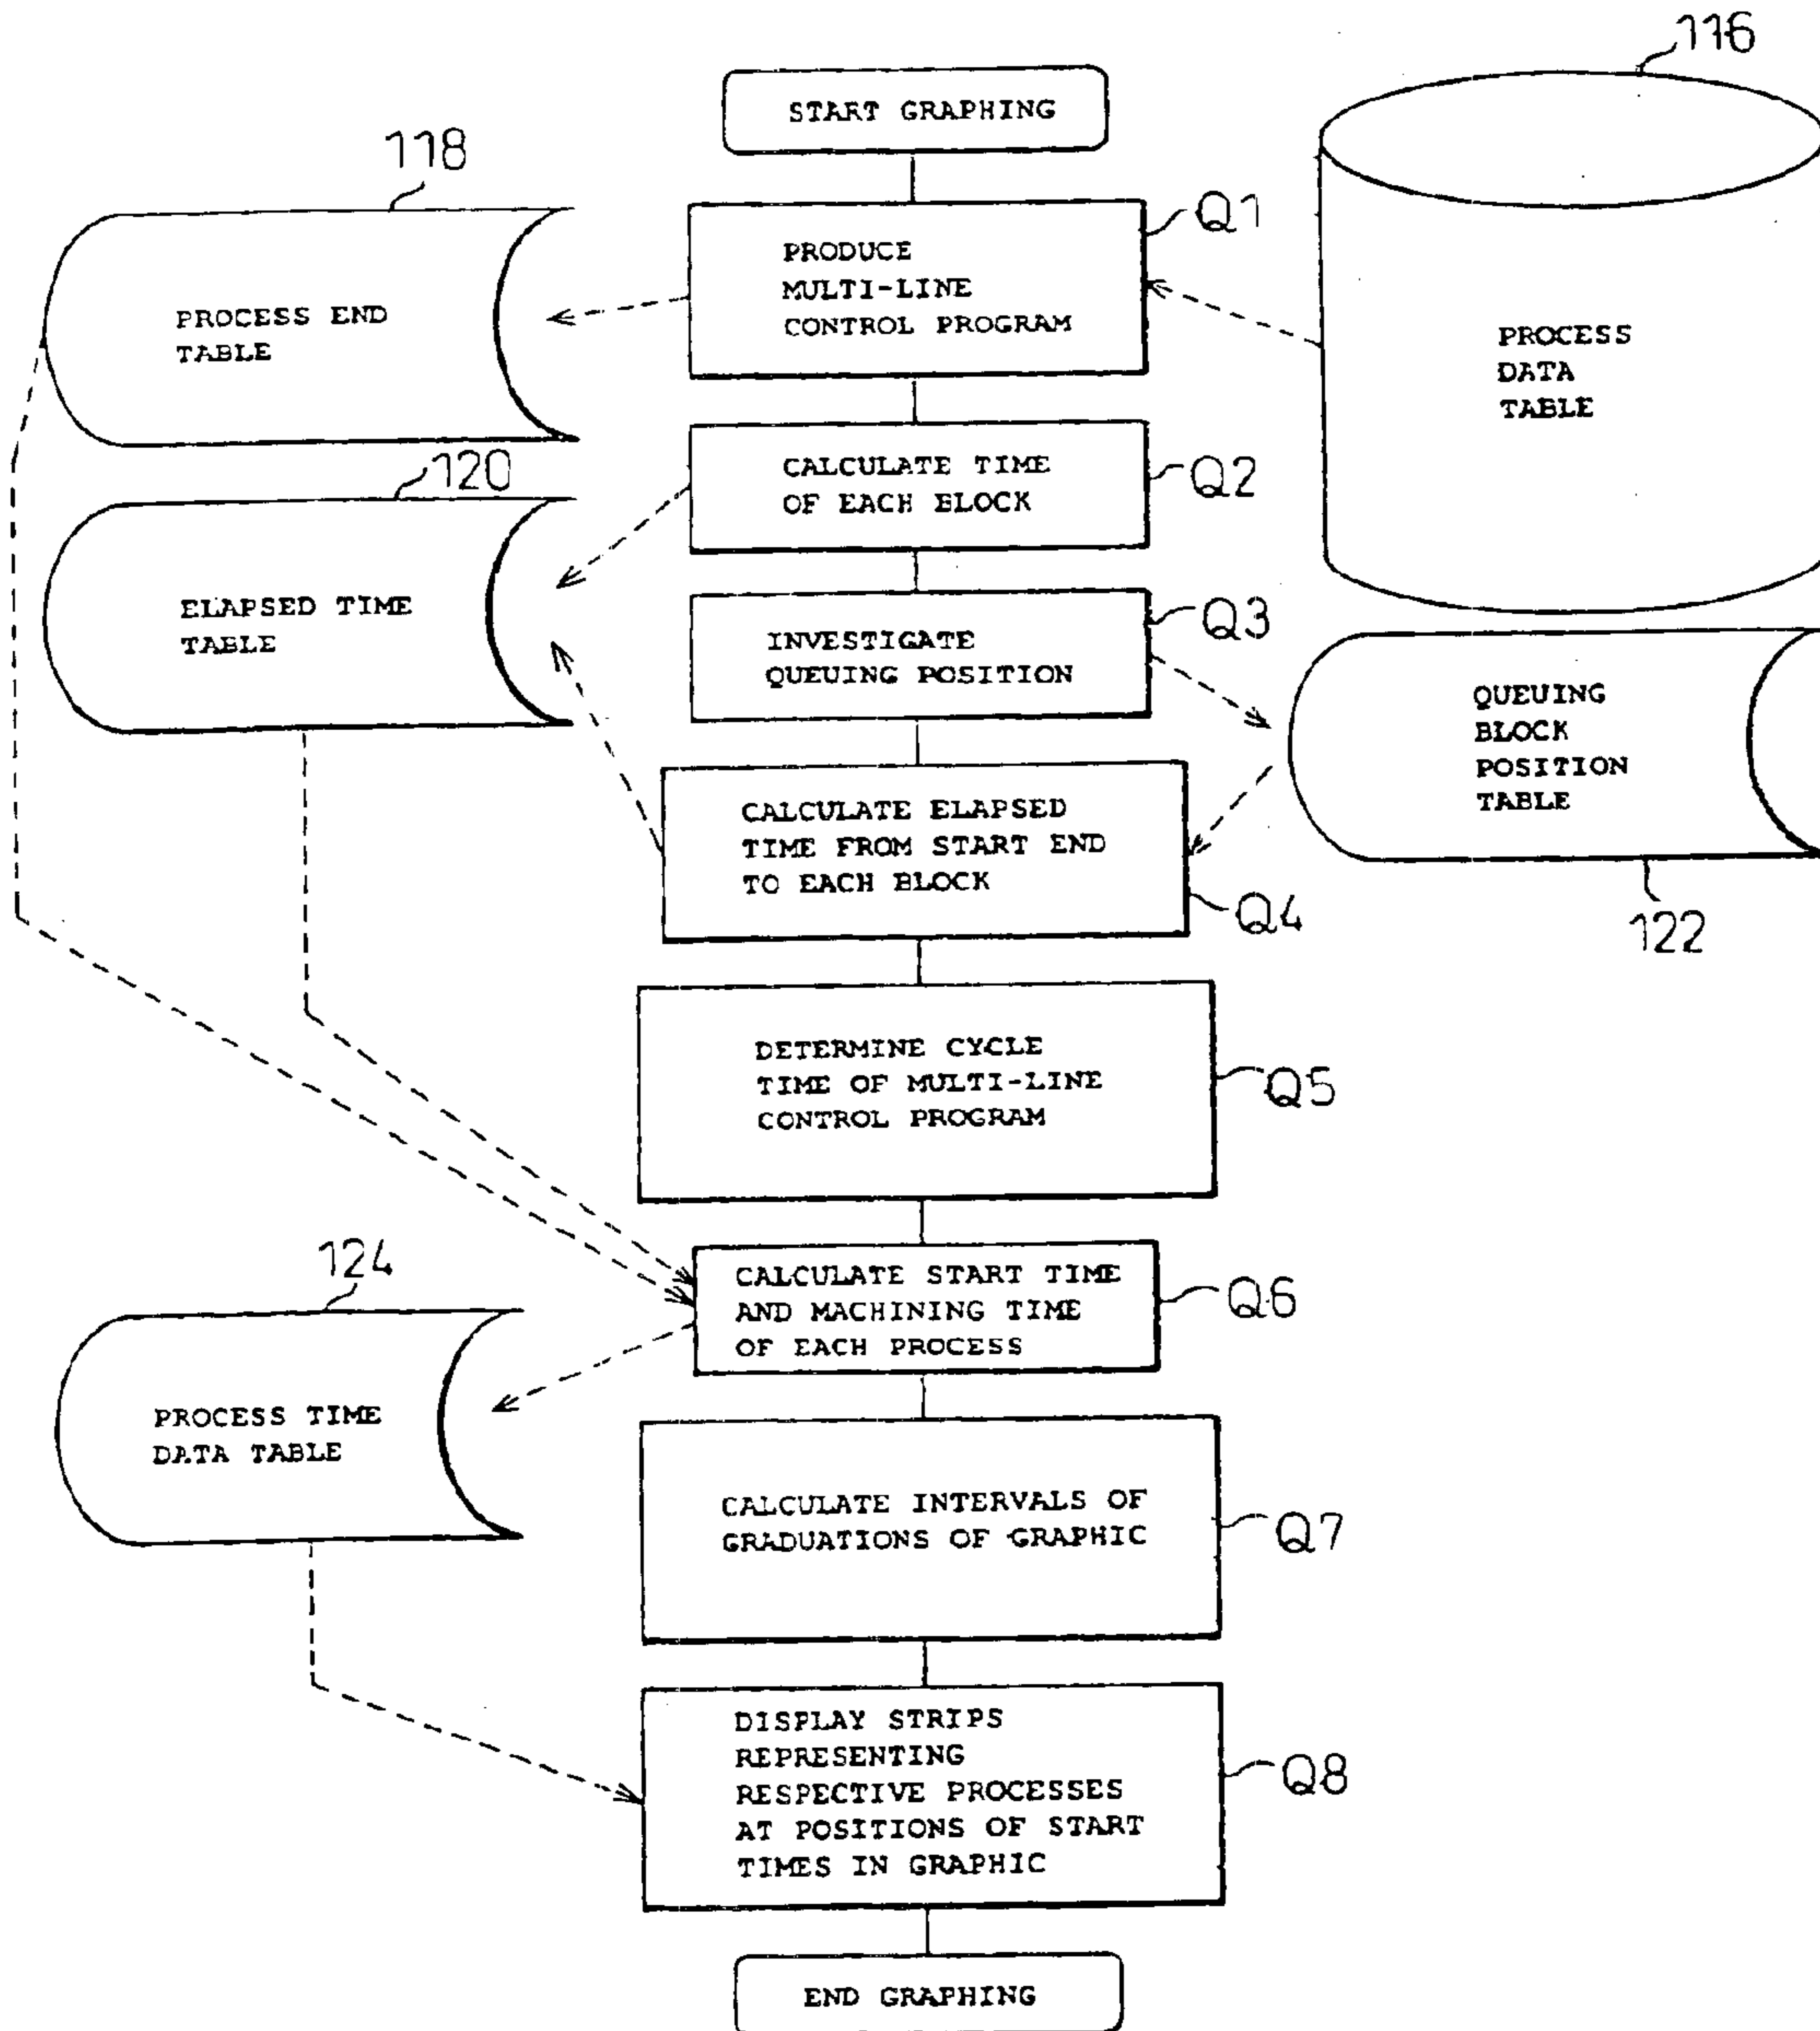 116
START GRAPHING
118
Q1
PRODUCE
MULTI-LINE
CONTROL PROGRAM
PROCESS END
TABLE
PROCESS
DATA
TABLE
120
CALCULATE TIME
OF EACH BLOCK
Q2
ELAPSED TIME
TABLE
Q3
INVESTIGATE
QUEUING POSITION
QUEUING
BLOCK
POSITION
TABLE
CALCULATE ELAPSED
TIME FROM START END
TO EACH BLOCK
Q4
122
DETERMINE CYCLE
TIME OF MULTI-LINE
CONTROL PROGRAM
Q5
124
CALCULATE START TIME
AND MACHINING TIME
OF EACH PROCESS
Q6
PROCESS TIME
DATA TABLE
CALCULATE INTERVALS OF
GRADUATIONS OF GRAPHIC
Q7
DISPLAY STRIPS
REPRESENTING
RESPECTIVE PROCESSES
AT POSITIONS OF START
TIMES IN GRAPHIC
Q8
END GRAPHING